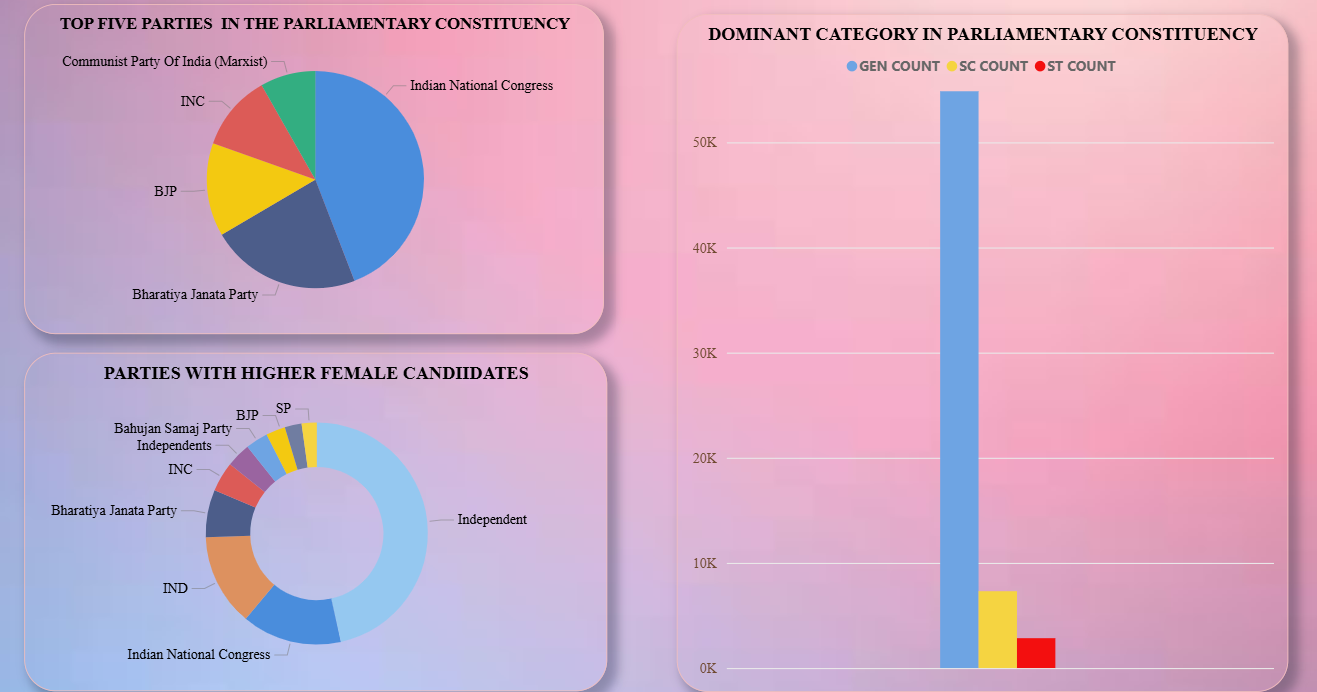 TOP FIVE PARTIES IN THE PARLIAMENTARY CONSTITUENCY
Communist Party Of India (Marxist)
Indian National Congress
INC
BJP
Bharatiya Janata Party
PARTIES WITH HIGHER FEMALE CANDIIDATES
SP
BJP
Bahujan Samaj Party
Independents
INC
Bharatiya Janata Party
Independent
IND
Indian National Congress
DOMINANT CATEGORY IN PARLIAMENTARY CONSTITUENCY
GEN COUNT SC COUNT ST COUNT
50K
40K
30K
20K
10K
0K